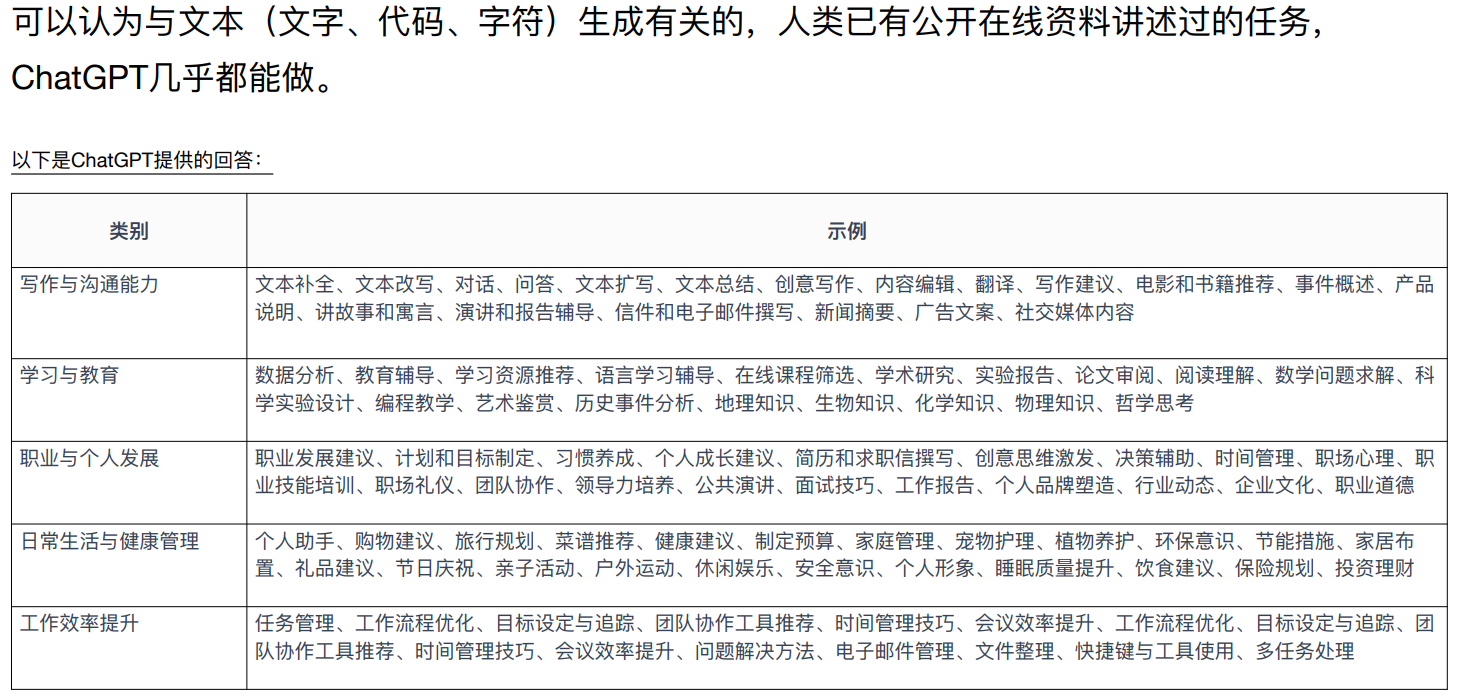 可以认为与文本（文字、代码、字符）生成有关的，人类已有公开在线资料讲述过的任务，
ChatGPT几乎都能做。
以下是ChatGPT提供的回答：
类别
示例
写作与沟通能力
文本补全、文本改写、对话、问答、文本扩写、文本总结、创意写作、内容编辑、翻译、写作建议、电影和书籍推荐、事件概述、产品
说明、讲故事和寓言、演讲和报告辅导、信件和电子邮件撰写、新闻摘要、广告文案、社交媒体内容
学习与教育
数据分析、教育辅导、学习资源推荐、语言学习辅导、在线课程筛选、学术研究、实验报告、论文审阅、阅读理解、数学问题求解、科
学实验设计、编程教学、艺术鉴赏、历史事件分析、地理知识、生物知识、化学知识、物理知识、哲学思考
职业与个人发展
职业发展建议、计划和目标制定、习惯养成、个人成长建议、简历和求职信撰写、创意思维激发、决策辅助、时间管理、职场心理、职
业技能培训、职场礼仪、团队协作、领导力培养、公共演讲、面试技巧、工作报告、个人品牌塑造、行业动态、企业文化、职业道德
日常生活与健康管理
个人助手、购物建议、旅行规划、菜谱推荐、健康建议、制定预算、家庭管理、宠物护理、植物养护、环保意识、节能措施、家居布
置、礼品建议、节日庆祝、亲子活动、户外运动、休闲娱乐、安全意识、个人形象、睡眠质量提升、饮食建议、保险规划、投资理财
工作效率提升
任务管理、工作流程优化、目标设定与追踪、团队协作工具推荐、时间管理技巧、会议效率提升、工作流程优化、目标设定与追踪、团
队协作工具推荐、时间管理技巧、会议效率提升、问题解决方法、电子邮件管理、文件整理、快捷键与工具使用、多任务处理